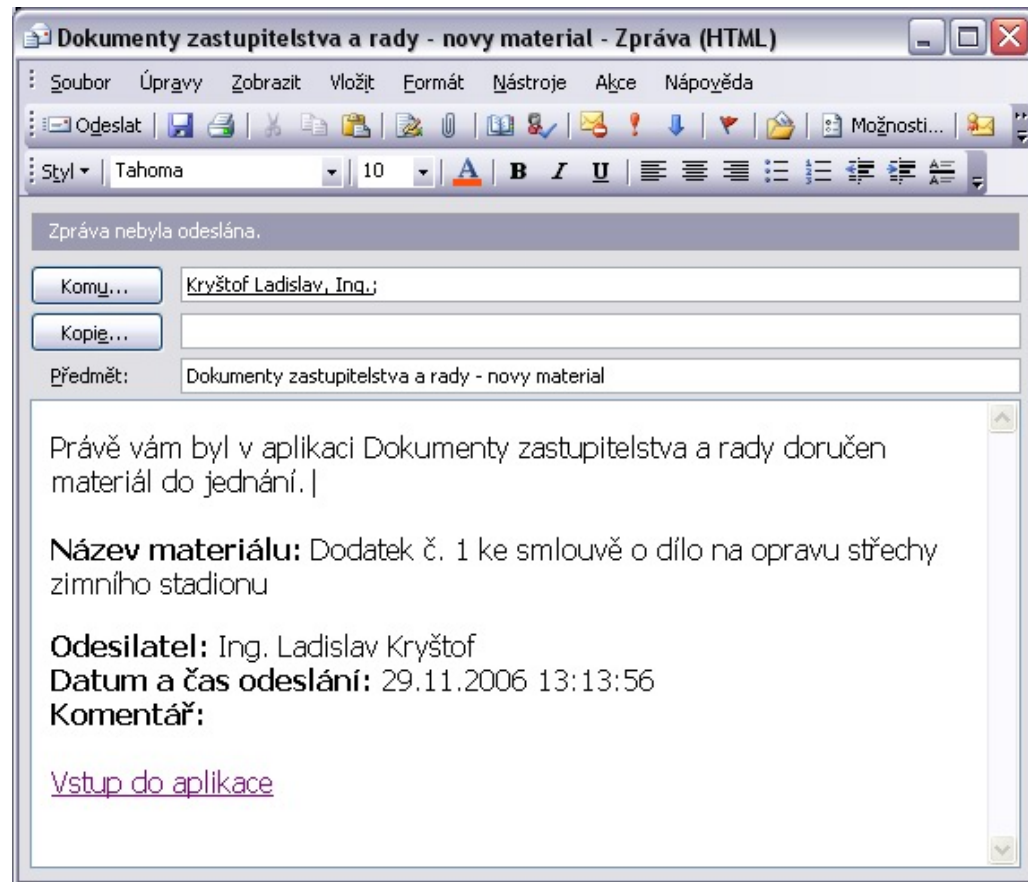 Dokumenty zastupitelstva a rady - novy material - Zpráva (HTML)
Soubor Úpravy Zobrazit Vložit Formát Nástroje Akce Nápověda
Odeslat Možnosti...
Styl Tahoma 10 A B I U
Zpráva nebyla odeslána.
Komu... Kryštof Ladislav, Ing.;
Kopie...
Předmět: Dokumenty zastupitelstva a rady - novy material
Právě vám byl v aplikaci Dokumenty zastupitelstva a rady doručen
materiál do jednání.
Název materiálu: Dodatek č. 1 ke smlouvě o dílo na opravu střechy
zimního stadionu
Odesilatel: Ing. Ladislav Kryštof
Datum a čas odeslání: 29.11.2006 13:13:56
Komentář:
Vstup do aplikace